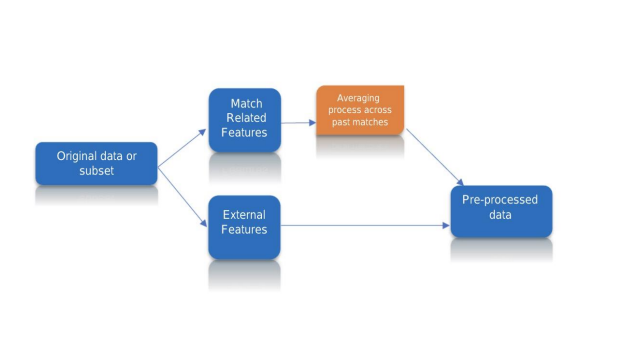 Original data or
subset
Match
Related
Features
Averaging
process across
past matches
External
Features
Pre-processed
data